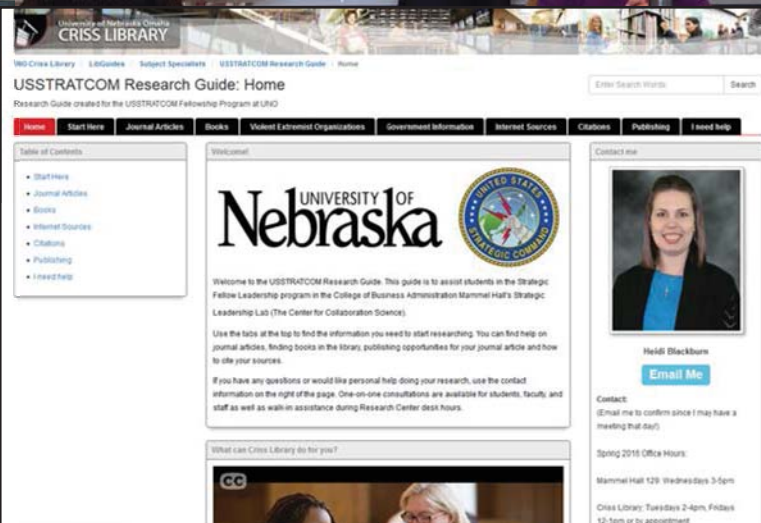 University of Nebraska Omaha
CRISS LIBRARY
UNO Criss Library
LibGuides
Subject Specialists
USSTRATCOM Research Guide
Home
USSTRATCOM Research Guide: Home
Enter Search Words
Search
Research Guide created for the USSTRATCOM Fellowship Program at UNO
Home
Start Here
Journal Articles
Books
Violent Extremist Organizations
Government Information
Internet Sources
Citations
Publishing
I need help
Table of Contents
• Start Here
• Journal Articles
• Books
• Internet Sources
• Citations
• Publishing
• I need help
Welcome!
UNIVERSITY OF
Nebraska
UNITED STATES
STRATEGIC COMMAND
Welcome to the USSTRATCOM Research Guide. This guide is to assist students in the Strategic
Fellow Leadership program in the College of Business Administration Mammel Hall's Strategic
Leadership Lab (The Center for Collaboration Science).
Use the tabs at the top to find the information you need to start researching. You can find help on
journal articles, finding books in the library, publishing opportunities for your journal article and how
to cite your sources.
If you have any questions or would like personal help doing your research, use the contact
information on the right of the page. One-on-one consultations are available for students, faculty, and
staff as well as walk-in assistance during Research Center desk hours.
What can Criss Library do for you?
CC
Contact me
Heidi Blackburn
Email Me
Contact:
(Email me to confirm since I may have a
meeting that day!)
Spring 2016 Office Hours:
Mammel Hall 129: Wednesdays 3-5pm
Criss Library: Tuesdays 2-4pm, Fridays
12-1pm or by appointment